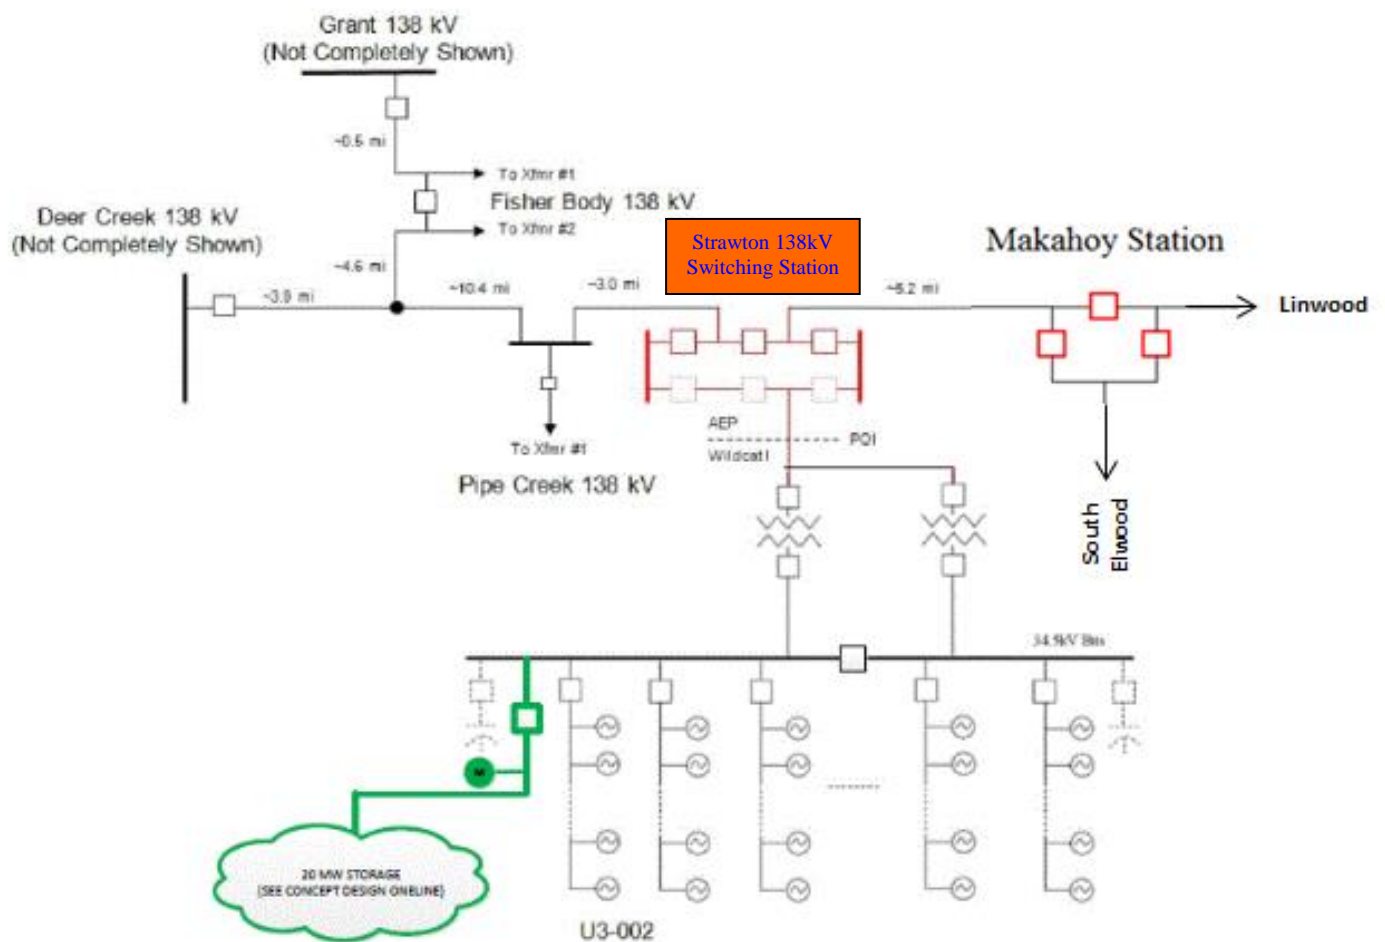 Grant 138 kV
(Not Completely Shown)
~0.5 mi
To Xfmr #1
Fisher Body 138 kV
To Xfmr #2
Deer Creek 138 kV
(Not Completely Shown)
~4.6 mi
~3.9 mi
~10.4 mi
~3.0 mi
Strawton 138kV
Switching Station
~6.2 mi
Makahoy Station
Linwood
To Xfmr #1
Pipe Creek 138 kV
AEP
POI
Wildcat I
South
Elwood
34.5kV Bus
M
20 MW STORAGE
(SEE CONCEPT DESIGN ONELINE)
U3-002